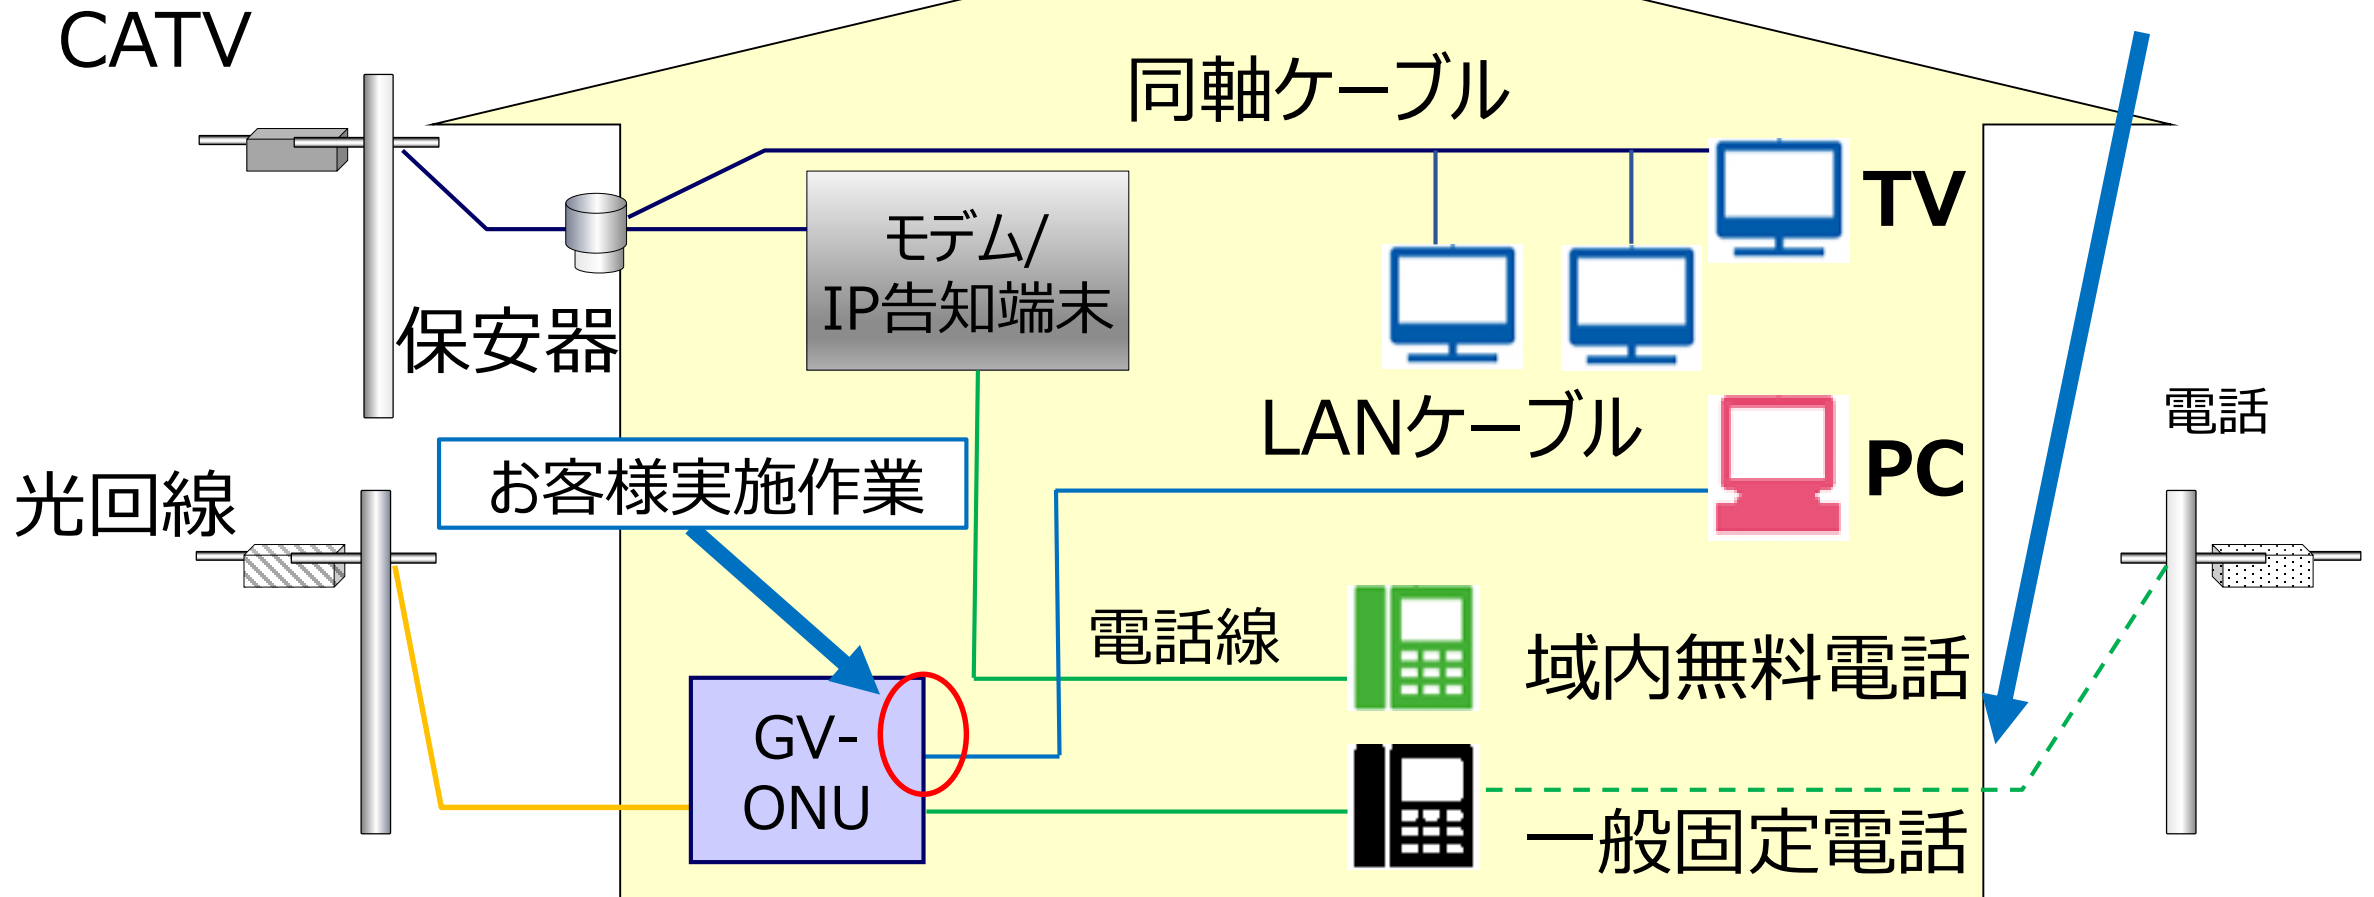 CATV
同軸ケーブル
TV
モデム/
IP告知端末
保安器
LANケーブル
電話
PC
お客様実施作業
光回線
電話線
域内無料電話
GV-
ONU
一般固定電話